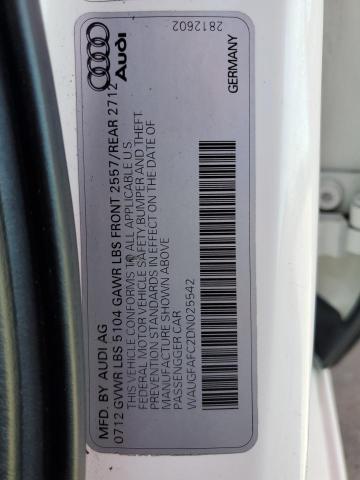 Audi
2812602
GERMANY
MFD. BY AUDI AG
0712 GVWR LBS 5104 GAWR LBS FRONT 2557/REAR 2712
THIS VEHICLE CONFORMS TO ALL APPLICABLE U.S.
FEDERAL MOTOR VEHICLE SAFETY, BUMPER AND THEFT
PREVENTION STANDARDS IN EFFECT ON THE DATE OF
MANUFACTURE SHOWN ABOVE
PASSENGER CAR
WAUGFAFC2DN025542